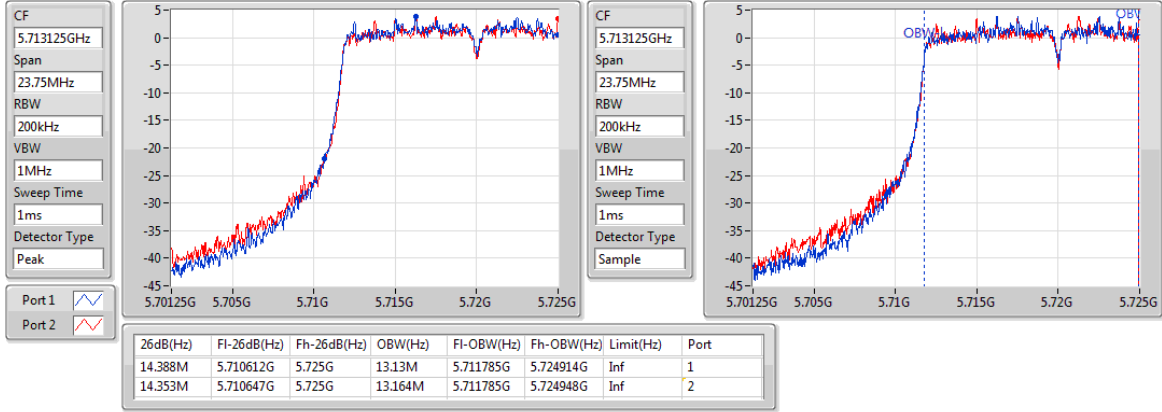 CF
5.713125GHz
Span
23.75MHz
RBW
200kHz
VBW
1MHz
Sweep Time
1ms
Detector Type
Peak
5
0
-5
-10
-15
-20
-25
-30
-35
-40
-45
5.70125G 5.705G 5.71G 5.715G 5.72G 5.725G
CF
5.713125GHz
Span
23.75MHz
RBW
200kHz
VBW
1MHz
Sweep Time
1ms
Detector Type
Sample
5
0
-5
-10
-15
-20
-25
-30
-35
-40
-45
OBW
OBW
5.70125G 5.705G 5.71G 5.715G 5.72G 5.725G
Port 1
Port 2
26dB(Hz) Fl-26dB(Hz) Fh-26dB(Hz) OBW(Hz) Fl-OBW(Hz) Fh-OBW(Hz) Limit(Hz) Port
14.388M 5.710612G 5.725G 13.13M 5.711785G 5.724914G Inf 1
14.353M 5.710647G 5.725G 13.164M 5.711785G 5.724948G Inf 2